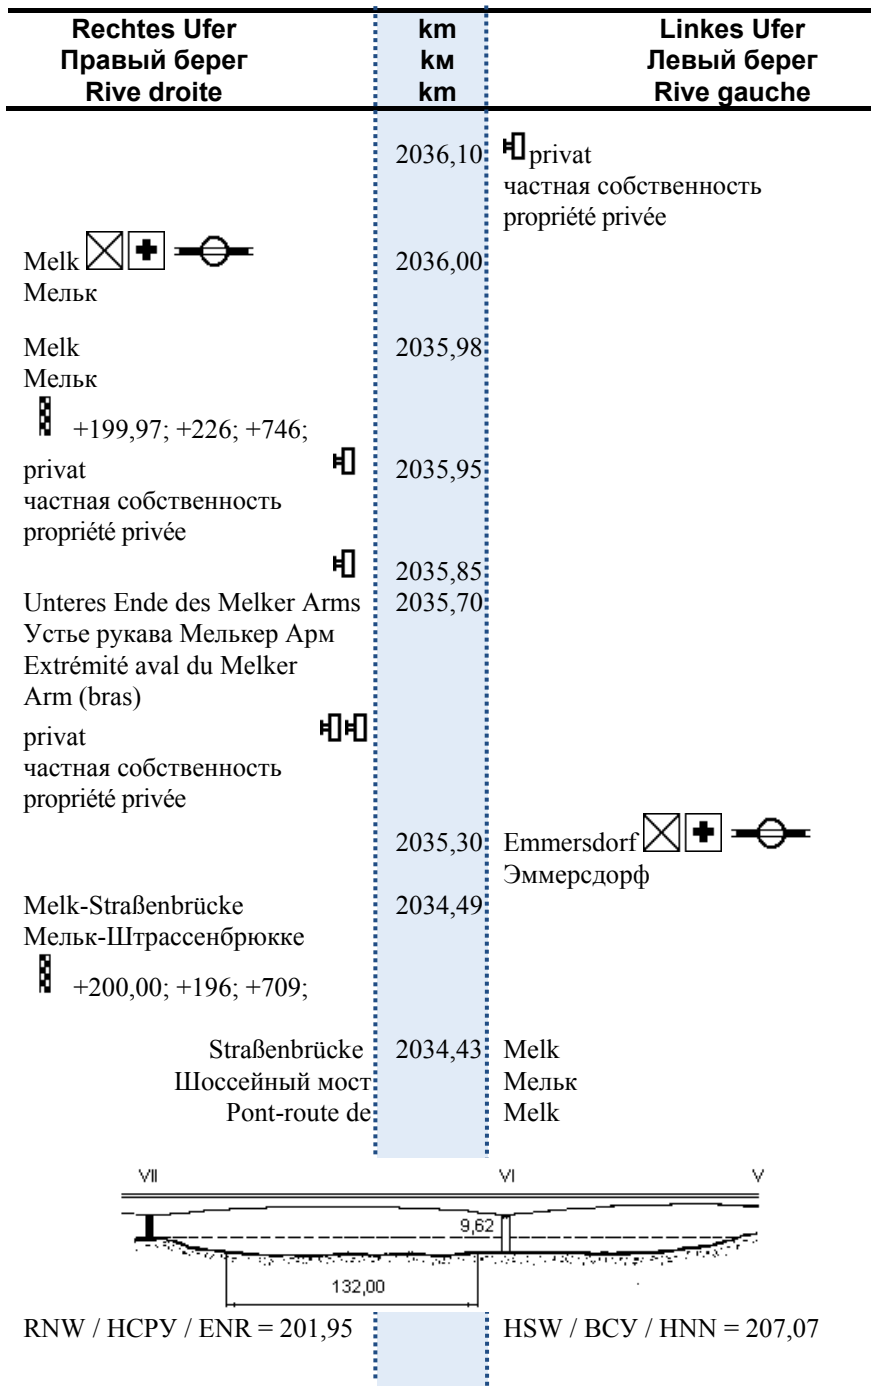 Rechtes Ufer km Linkes Ufer
Правый берег км Левый берег
Rive droite km Rive gauche
2036,10 privat
частная собственность
propriété privée
Melk 2036,00
Мельк
Melk 2035,98
Мельк
+199,97; +226; +746;
privat 2035,95
частная собственность
propriété privée
2035,85
Unteres Ende des Melker Arms 2035,70
Устье рукава Мелькер Арм
Extrémité aval du Melker
Arm (bras)
privat
частная собственность
propriété privée
2035,30 Emmersdorf
Эммерсдорф
Melk-Straßenbrücke 2034,49
Мельк-Штрассенбрюкке
+200,00; +196; +709;
Straßenbrücke 2034,43 Melk
Шоссейный мост Мельк
Pont-route de Melk
VII VI V
9,62
132,00
RNW / НСРУ / ENR = 201,95 HSW / ВСУ / HNN = 207,07